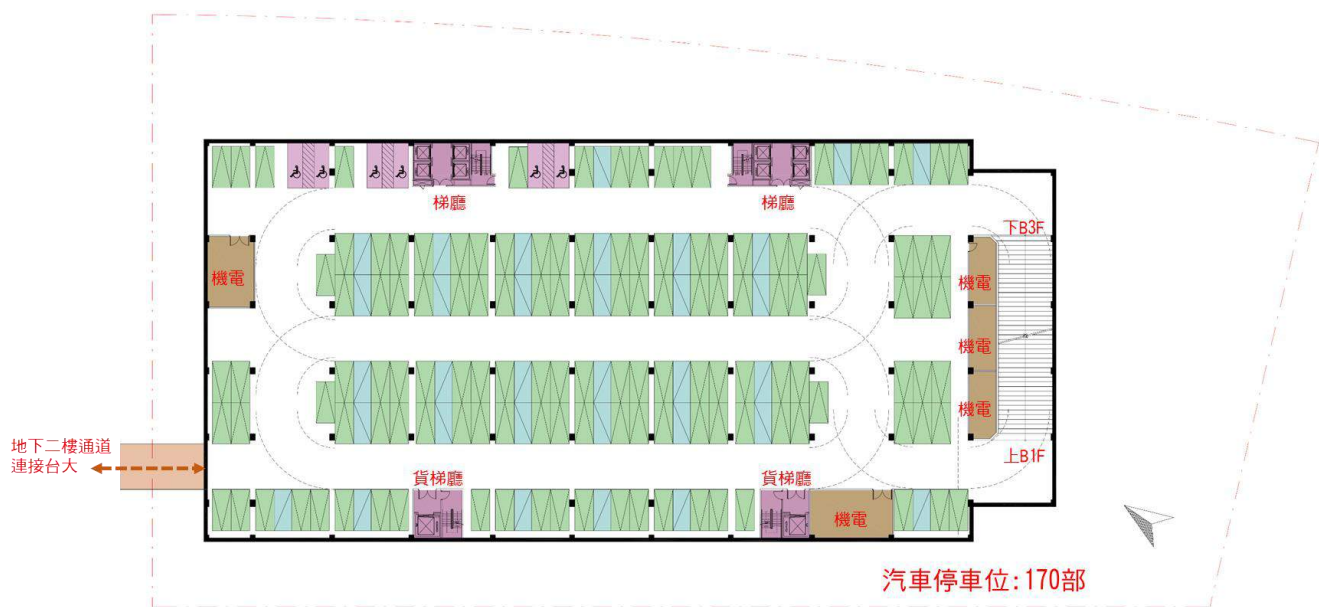 梯廳
梯廳
下B3F
機電
機電
機電
機電
地下二樓通道
連接台大
上B1F
貨梯廳
貨梯廳
機電
汽車停車位:170部